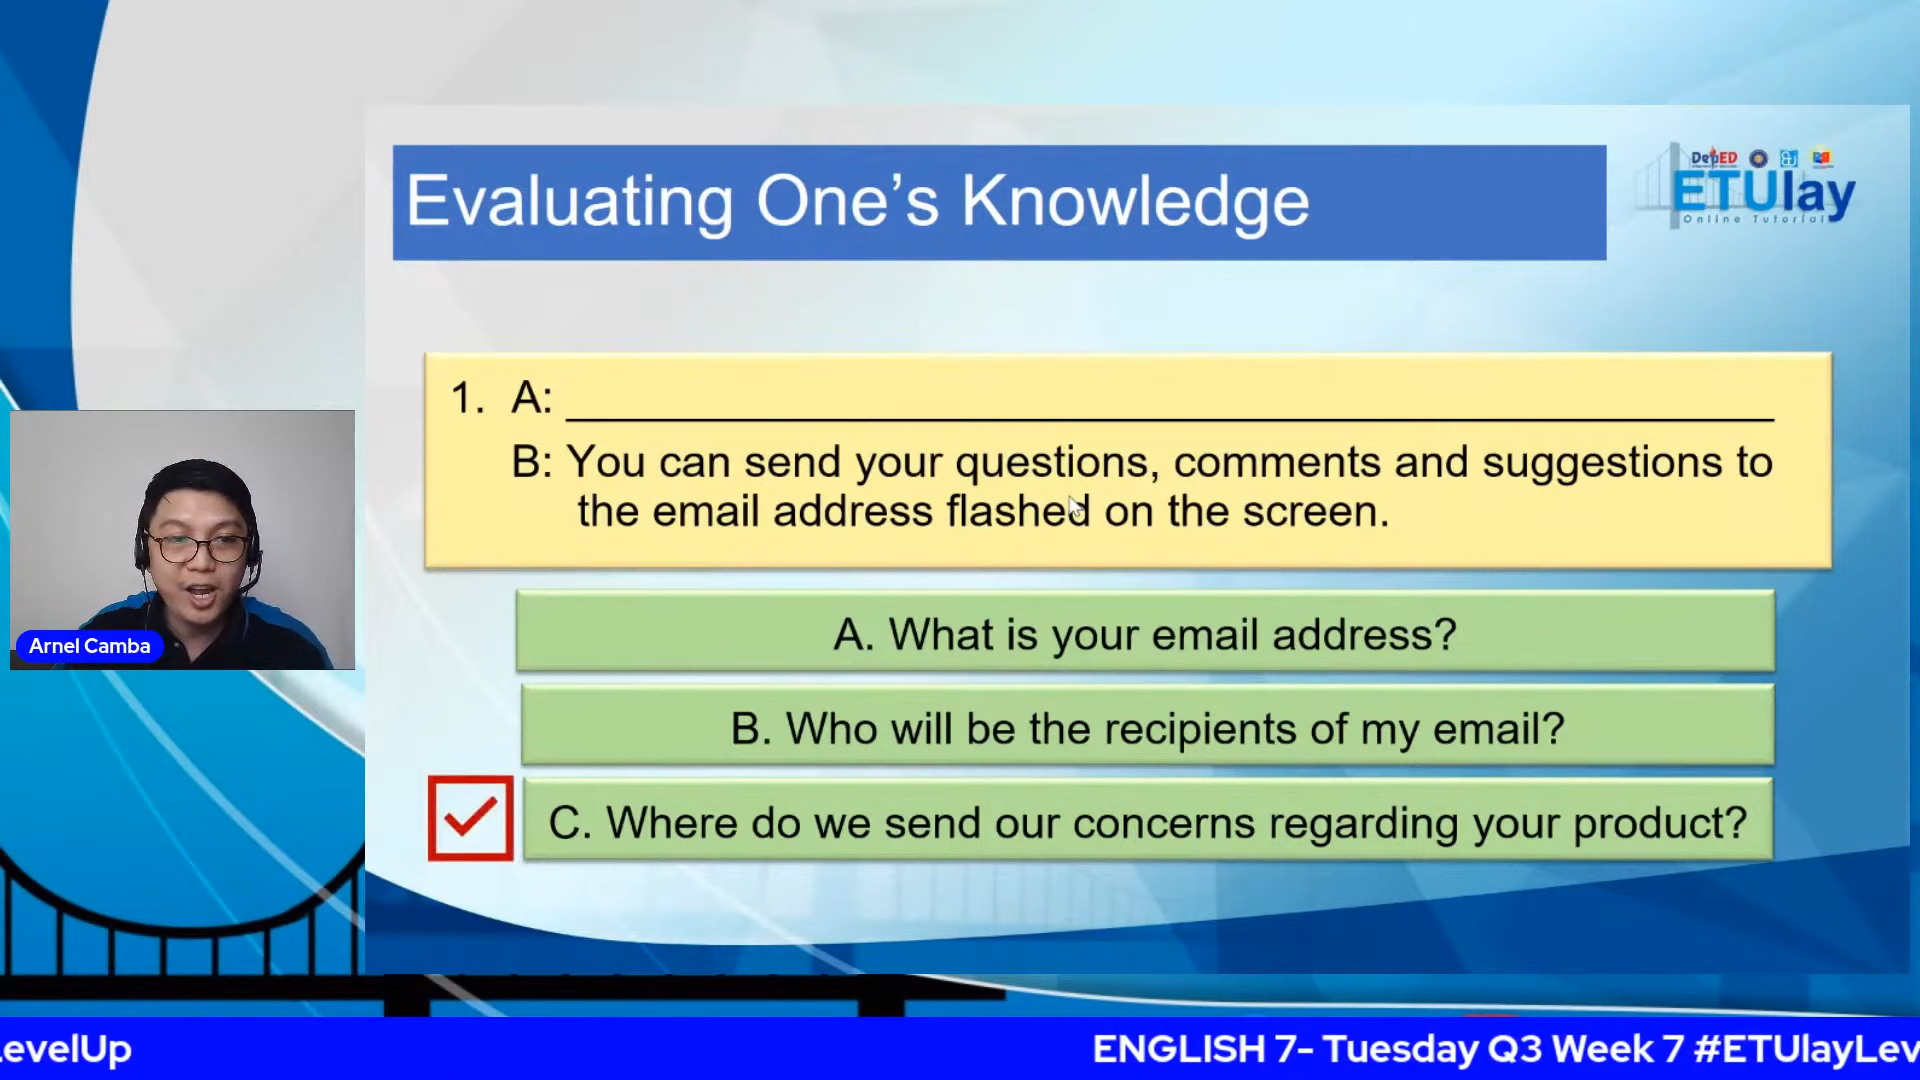 Evaluating One’s Knowledge
DepED
ETUlay
Online Tutorial
1. A: ____________________
B: You can send your questions, comments and suggestions to
the email address flashed on the screen.
A. What is your email address?
B. Who will be the recipients of my email?
C. Where do we send our concerns regarding your product?
Arnel Camba
LevelUp
ENGLISH 7- Tuesday Q3 Week 7 #ETUlayLev